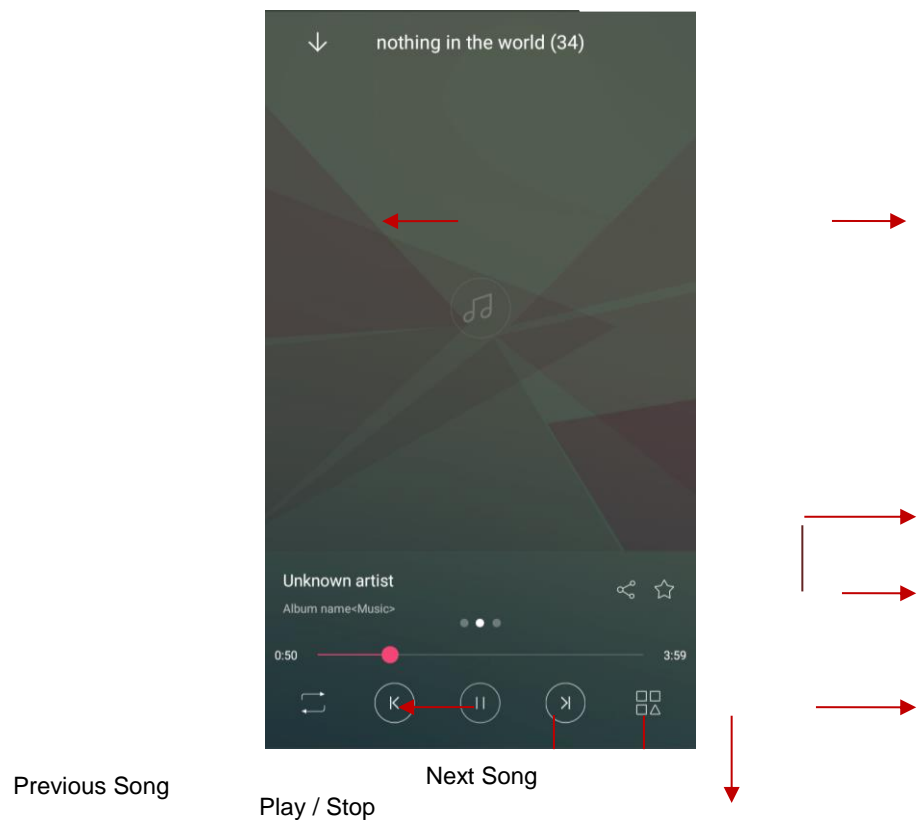 nothing in the world (34)
Unknown artist
Album name<Music>
0:50
3:59
Next Song
Previous Song
Play / Stop